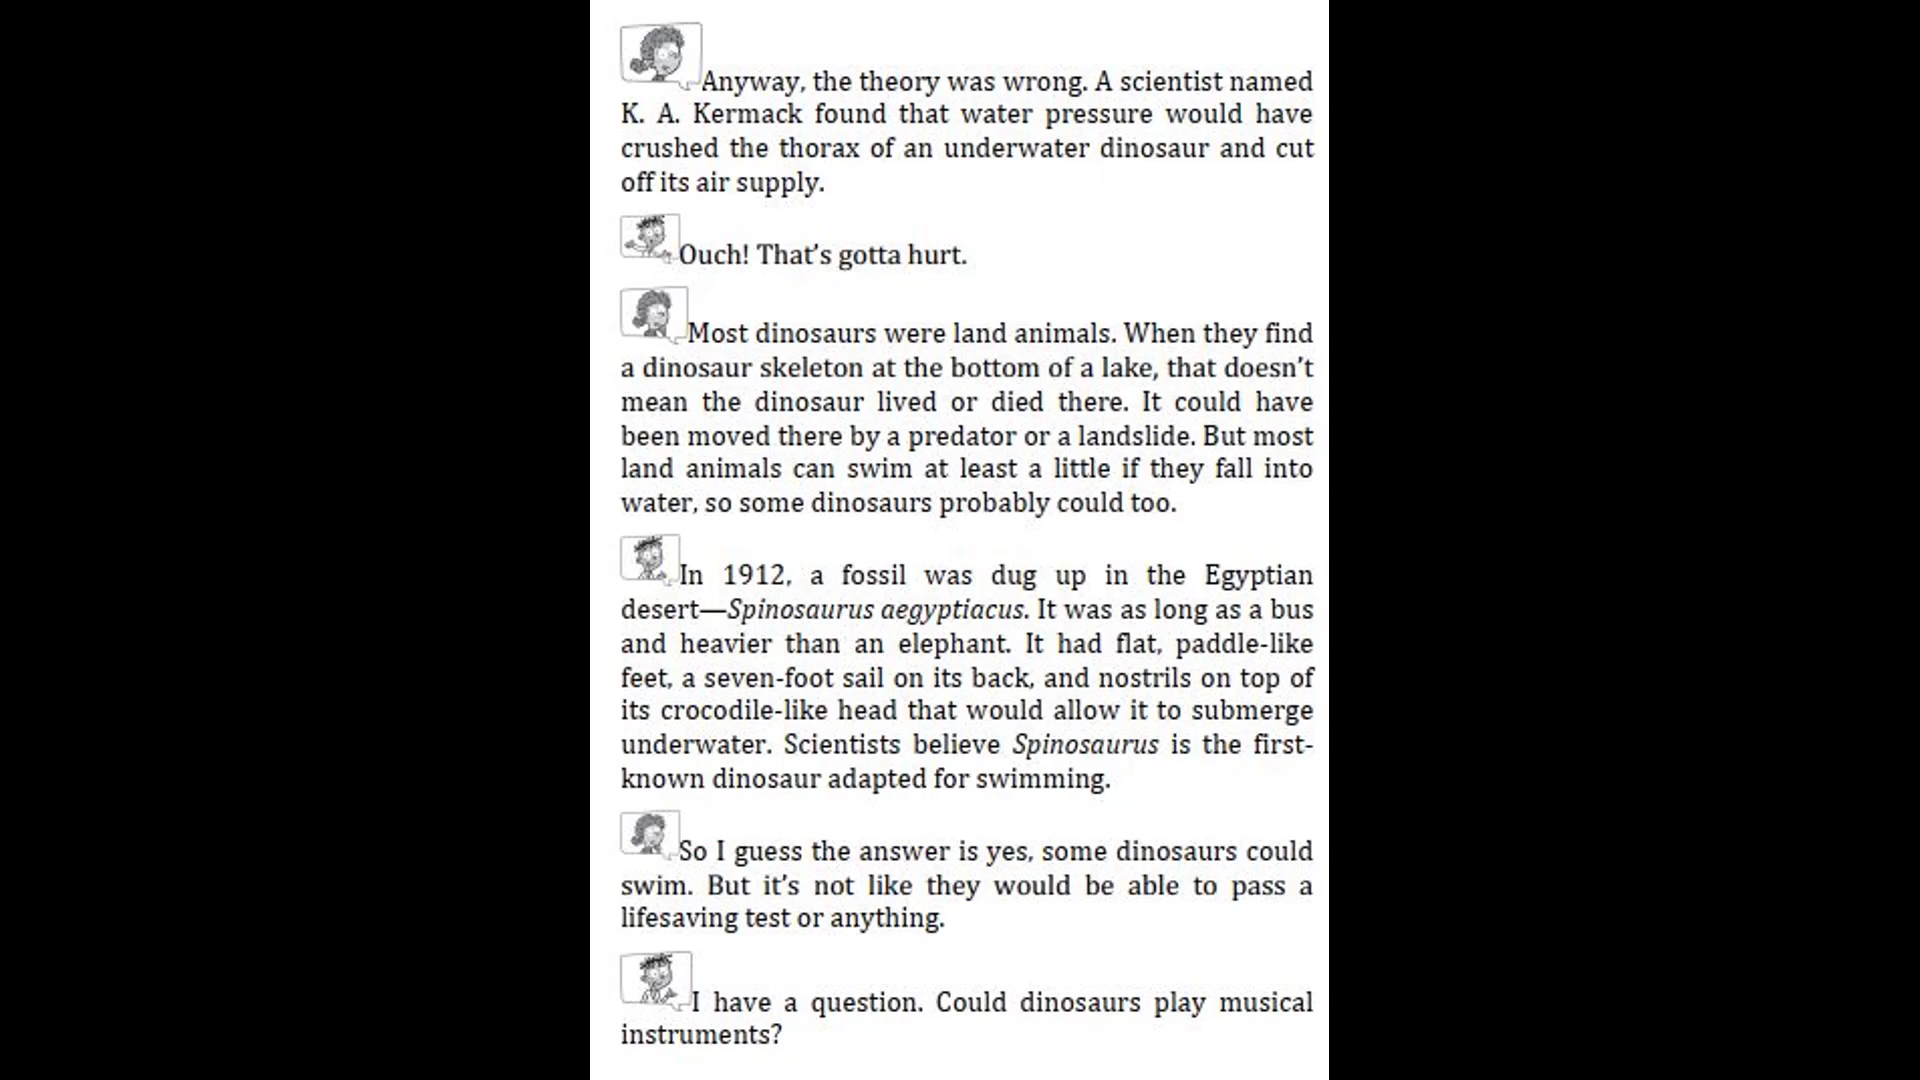 Anyway, the theory was wrong. A scientist named
K. A. Kermack found that water pressure would have
crushed the thorax of an underwater dinosaur and cut
off its air supply.
Ouch! That’s gotta hurt.
Most dinosaurs were land animals. When they find
a dinosaur skeleton at the bottom of a lake, that doesn’t
mean the dinosaur lived or died there. It could have
been moved there by a predator or a landslide. But most
land animals can swim at least a little if they fall into
water, so some dinosaurs probably could too.
In 1912, a fossil was dug up in the Egyptian
desert—Spinosaurus aegyptiacus. It was as long as a bus
and heavier than an elephant. It had flat, paddle-like
feet, a seven-foot sail on its back, and nostrils on top of
its crocodile-like head that would allow it to submerge
underwater. Scientists believe Spinosaurus is the first-
known dinosaur adapted for swimming.
So I guess the answer is yes, some dinosaurs could
swim. But it’s not like they would be able to pass a
lifesaving test or anything.
I have a question. Could dinosaurs play musical
instruments?